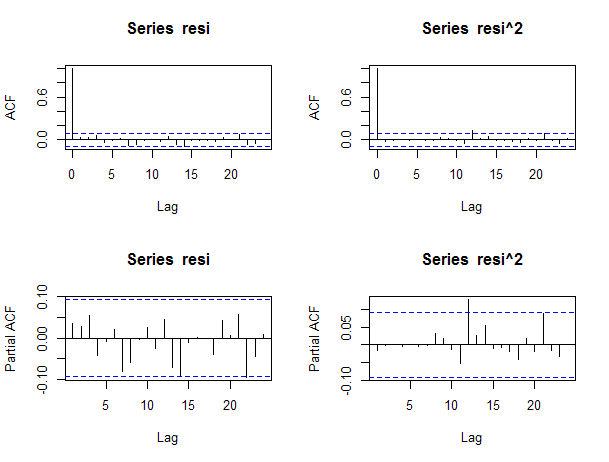 Series resi
ACF
0.0 0.6
0 5 10 15 20
Lag
Series resi^2
ACF
0.0 0.6
0 5 10 15 20
Lag
Series resi
Partial ACF
-0.10 0.00 0.10
5 10 15 20
Lag
Series resi^2
Partial ACF
-0.10 0.05
5 10 15 20
Lag